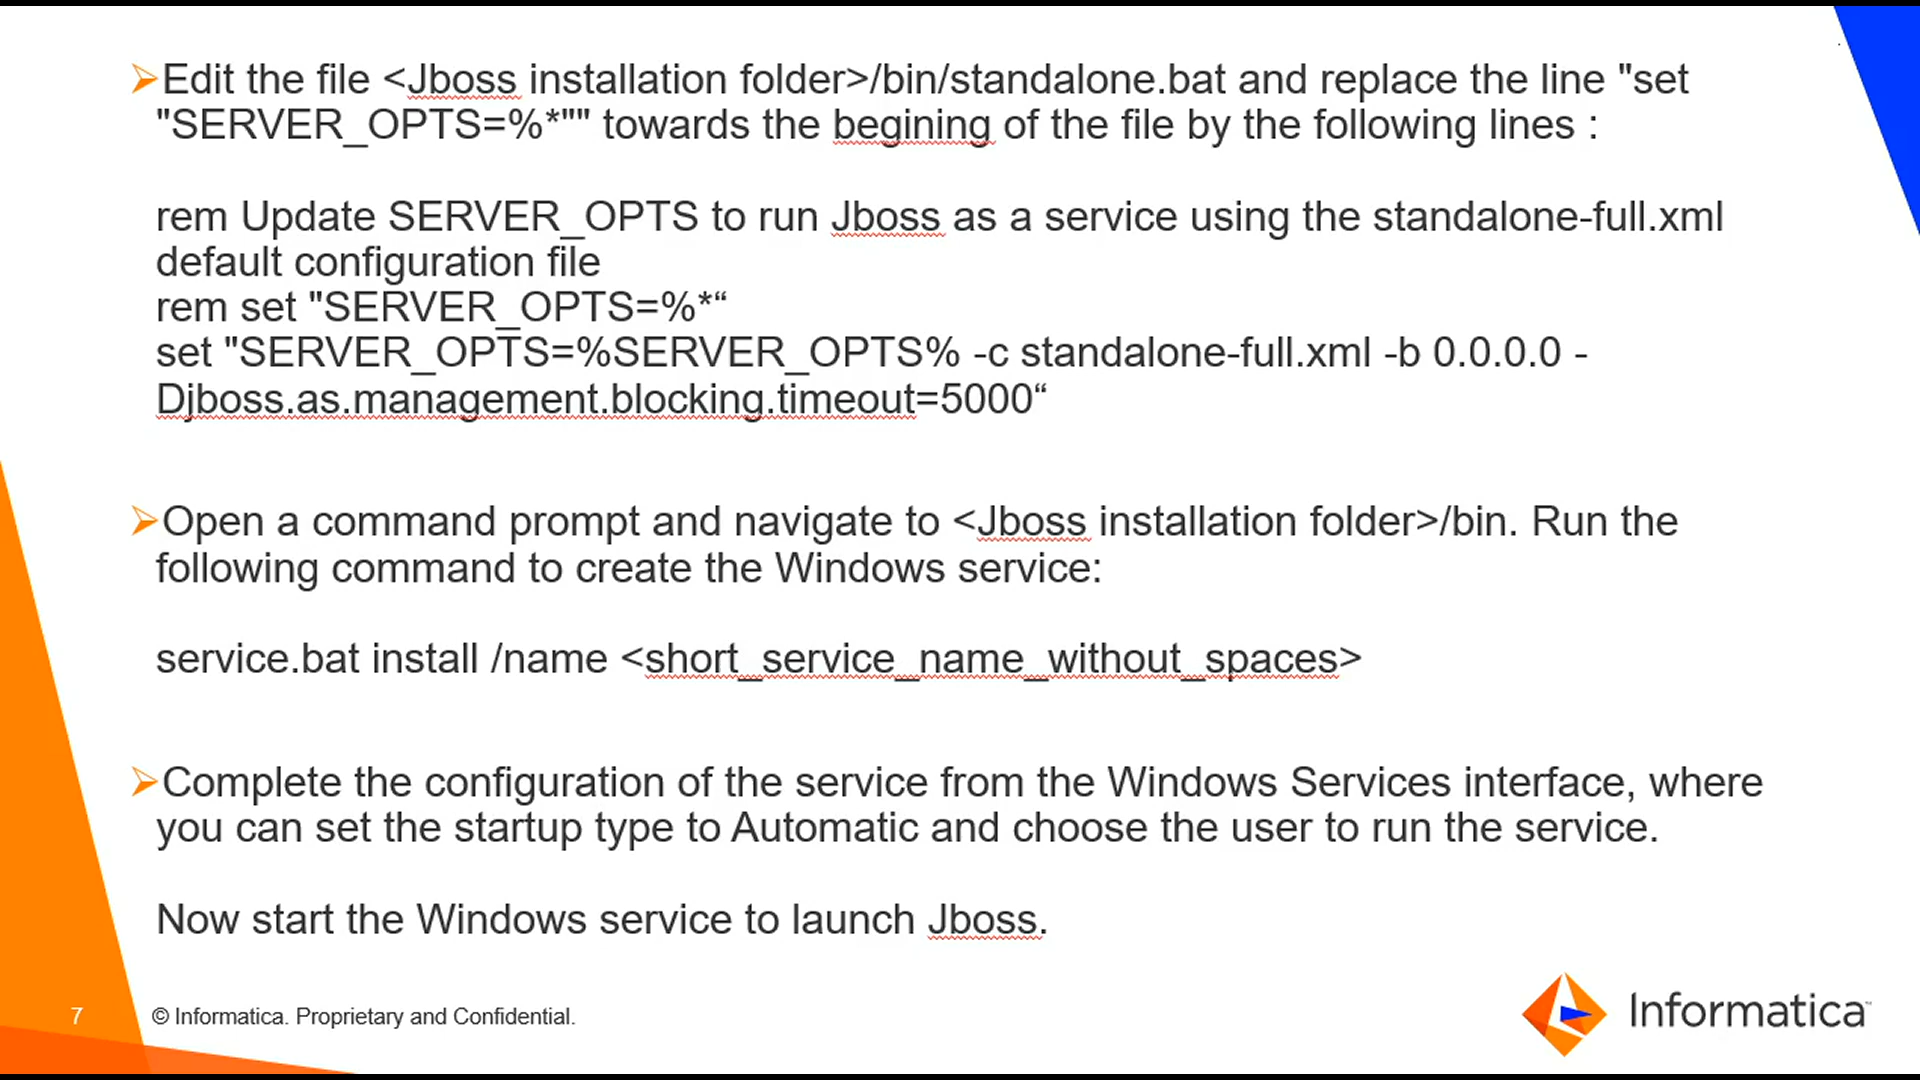 ➢Edit the file <Jboss installation folder>/bin/standalone.bat and replace the line "set
"SERVER_OPTS=%*"" towards the begining of the file by the following lines :
rem Update SERVER_OPTS to run Jboss as a service using the standalone-full.xml
default configuration file
rem set "SERVER_OPTS=%*“
set "SERVER_OPTS=%SERVER_OPTS% -c standalone-full.xml -b 0.0.0.0 -
Djboss.as.management.blocking.timeout=5000“
➢Open a command prompt and navigate to <Jboss installation folder>/bin. Run the
following command to create the Windows service:
service.bat install /name <short_service_name_without_spaces>
➢Complete the configuration of the service from the Windows Services interface, where
you can set the startup type to Automatic and choose the user to run the service.
Now start the Windows service to launch Jboss.
7
© Informatica. Proprietary and Confidential.
Informatica™